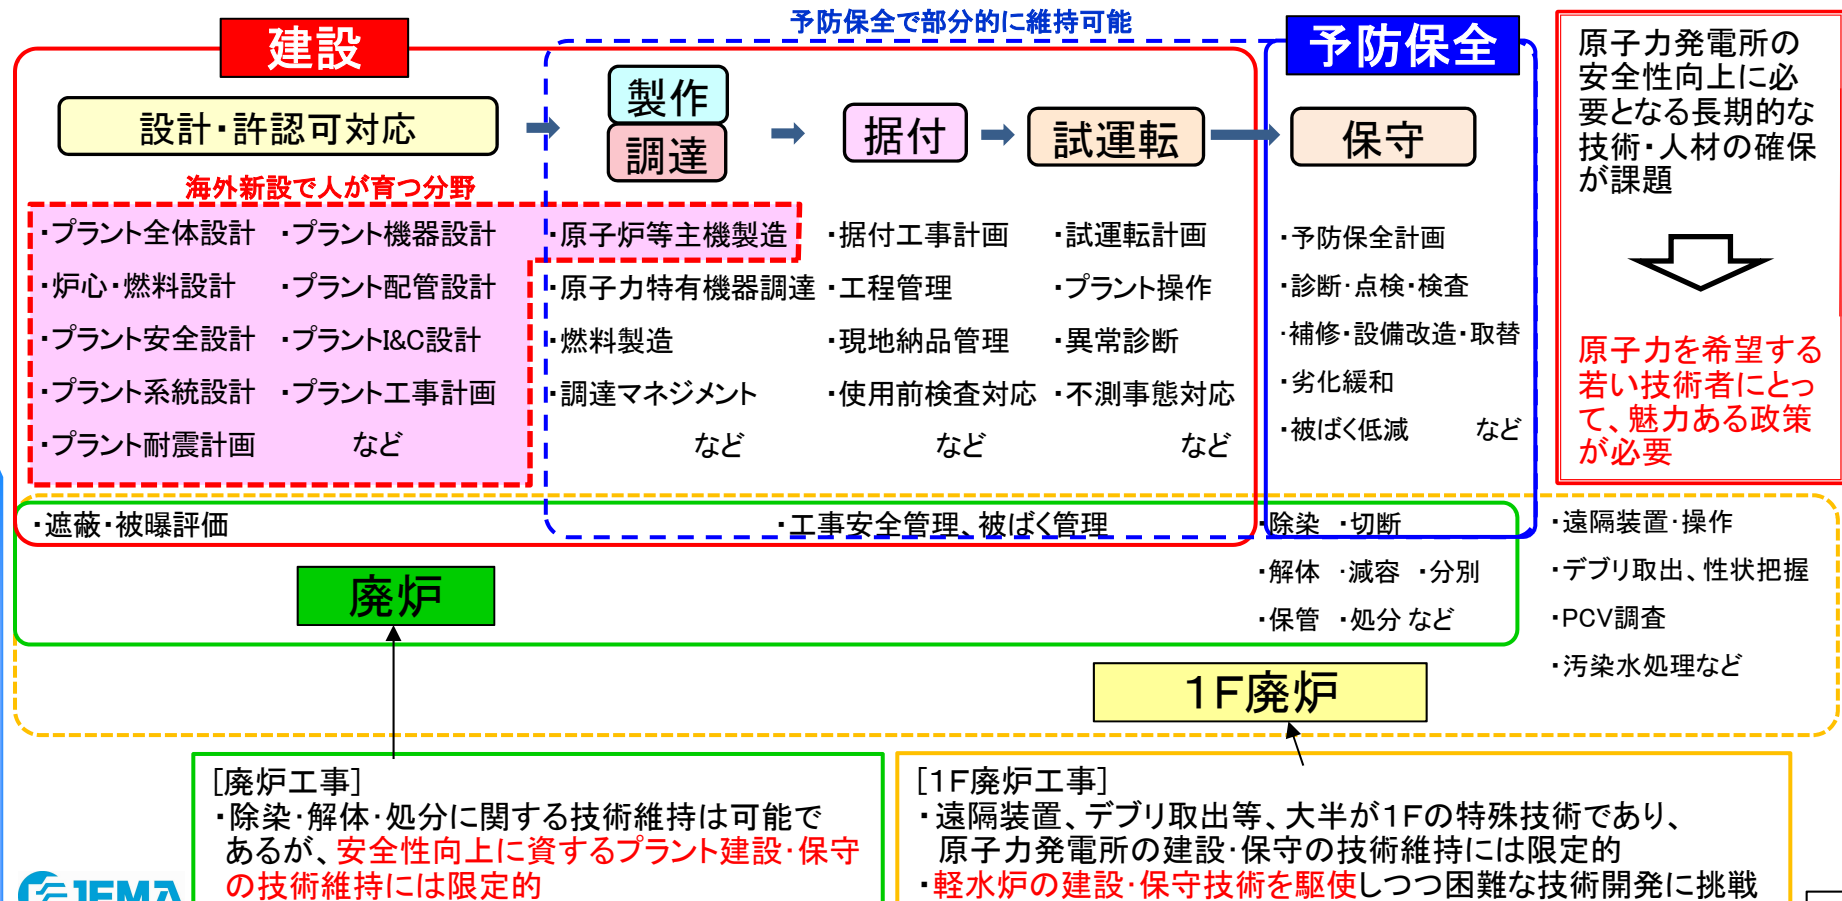 予防保全で部分的に維持可能
建設
予防保全
設計・許認可対応
製作
調達
据付
試運転
保守
海外新設で人が育つ分野
・プラント全体設計
・炉心・燃料設計
・プラント安全設計
・プラント系統設計
・プラント耐震計画
・プラント機器設計
・プラント配管設計
・プラントI&C設計
・プラント工事計画
など
・原子炉等主機製造
・原子力特有機器調達
・燃料製造
・調達マネジメント
など
・据付工事計画
・工程管理
・現地納品管理
・使用前検査対応
など
・試運転計画
・プラント操作
・異常診断
・不測事態対応
など
・予防保全計画
・診断・点検・検査
・補修・設備改造・取替
・劣化緩和
・被ばく低減 など
原子力発電所の
安全性向上に必
要となる長期的な
技術・人材の確保
が課題
原子力を希望する
若い技術者にとっ
て、魅力ある政策
が必要
・遮蔽・被曝評価
・工事安全管理、被ばく管理
・除染 ・切断
・解体 ・減容 ・分別
・保管 ・処分 など
・遠隔装置・操作
・デブリ取出、性状把握
・PCV調査
・汚染水処理など
廃炉
1F廃炉
[廃炉工事]
・除染・解体・処分に関する技術維持は可能で
あるが、安全性向上に資するプラント建設・保守
の技術維持には限定的
[1F廃炉工事]
・遠隔装置、デブリ取出等、大半が1Fの特殊技術であり、
原子力発電所の建設・保守の技術維持には限定的
・軽水炉の建設・保守技術を駆使しつつ困難な技術開発に挑戦
JEMA